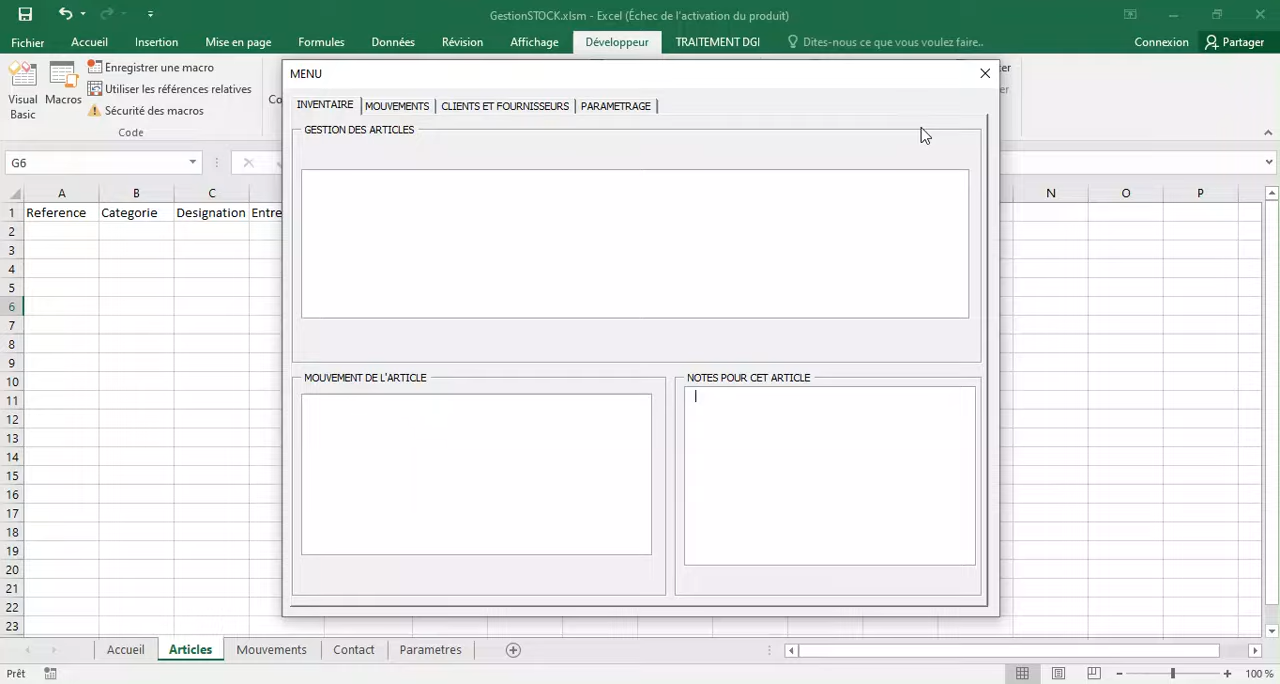 GestionSTOCK.xlsm - Excel (Échec de l'activation du produit)
Fichier Accueil Insertion Mise en page Formules Données Révision Affichage Développeur TRAITEMENT DGI Dites-nous ce que vous voulez faire.. Connexion Partager
Visual Basic
Macros
Enregistrer une macro
Utiliser les références relatives
Sécurité des macros
Code
MENU
INVENTAIRE MOUVEMENTS CLIENTS ET FOURNISSEURS PARAMETRAGE
GESTION DES ARTICLES
G6
A B C N O P
1 Reference Categorie Designation Entre
2
3
4
5
6
7
8
9
10
11
12
13
14
15
16
17
18
19
20
21
22
23
MOUVEMENT DE L'ARTICLE
NOTES POUR CET ARTICLE
Accueil Articles Mouvements Contact Parametres
Prêt
100 %